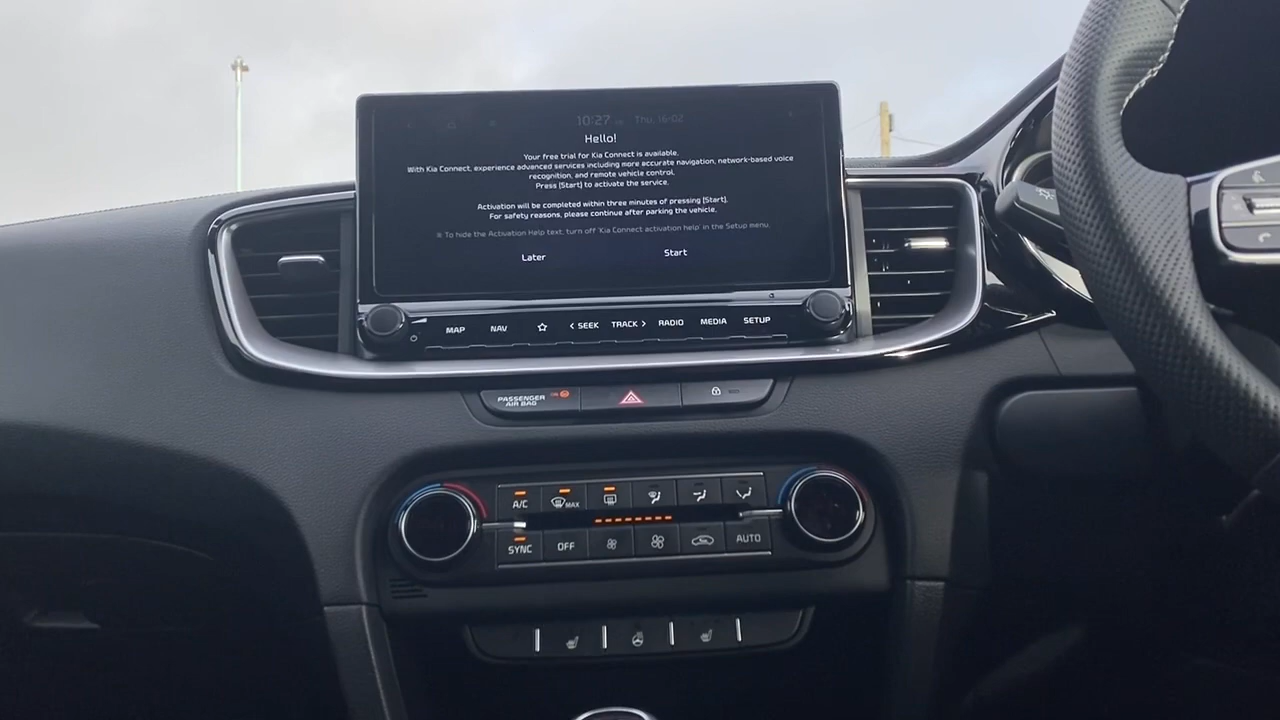 10:27 Thu, 16-02
Hello!
Your free trial for Kia Connect is available.
With Kia Connect, experience advanced services including more accurate navigation, network-based voice
recognition, and remote vehicle control.
Press [Start] to activate the service.
Activation will be completed within three minutes of pressing [Start].
For safety reasons, please continue after parking the vehicle.
※ To hide the Activation Help text, turn off 'Kia Connect activation help' in the Setup menu.
Later Start
MAP NAV ☆ < SEEK TRACK > RADIO MEDIA SETUP
PASSENGER
AIR BAG
A/C MAX
SYNC OFF AUTO